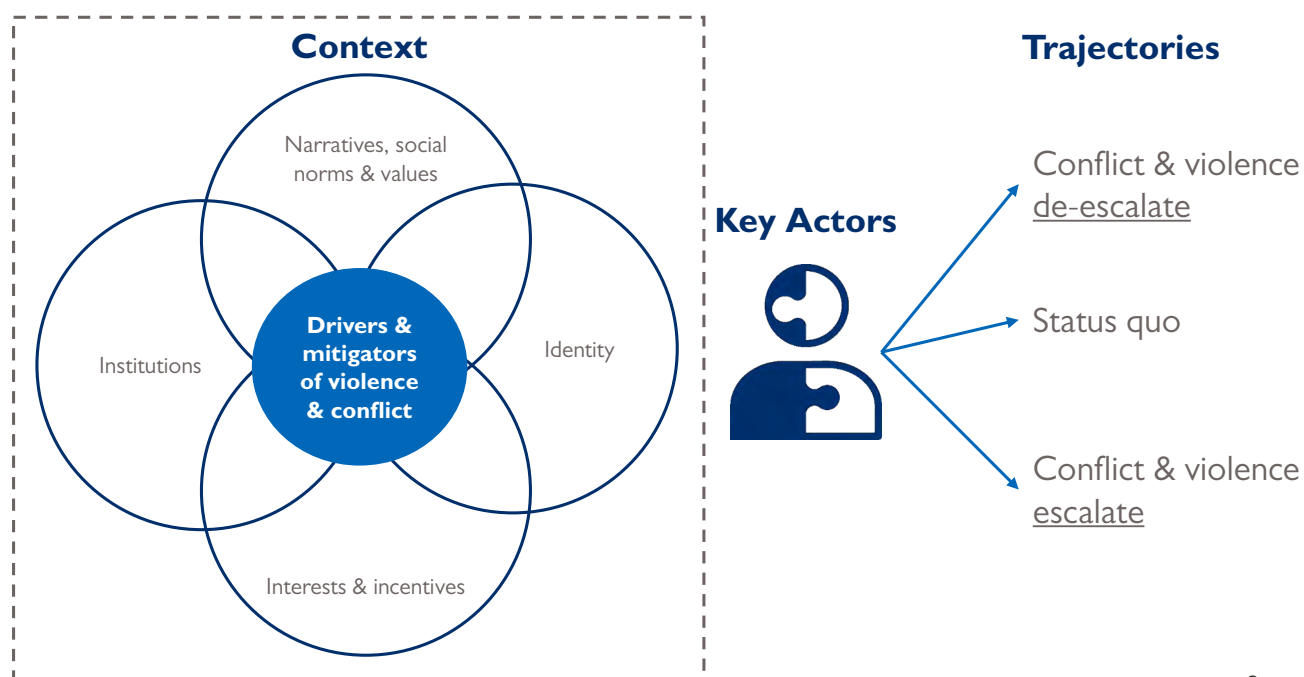 Context
Narratives, social
norms & values
Institutions
Drivers &
mitigators
of violence
& conflict
Identity
Interests & incentives
Key Actors
Trajectories
Conflict & violence
de-escalate
Status quo
Conflict & violence
escalate